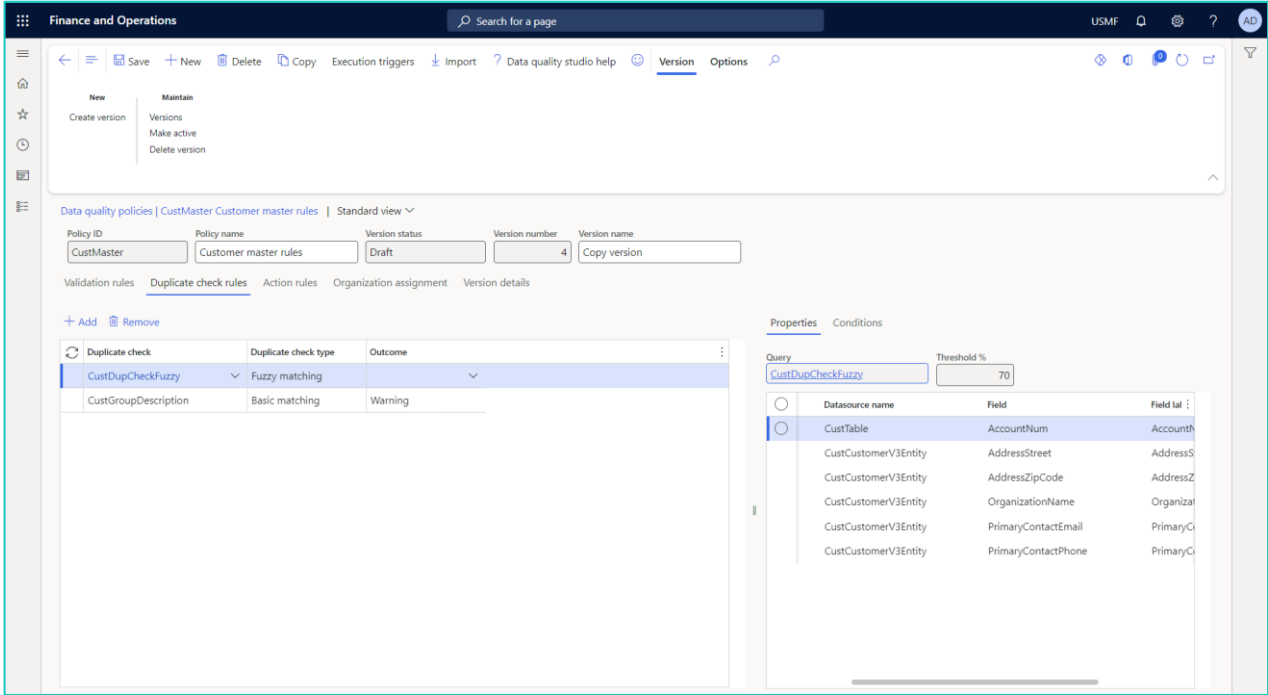 Finance and Operations
Search for a page
USMF
?
AD
Save
New
Delete
Copy
Execution triggers
Import
? Data quality studio help
Version
Options
0
New
Maintain
Create version
Versions
Make active
Delete version
Data quality policies | CustMaster Customer master rules | Standard view
Policy ID
Policy name
Version status
Version number
Version name
CustMaster
Customer master rules
Draft
4
Copy version
Validation rules
Duplicate check rules
Action rules
Organization assignment
Version details
+ Add
Remove
Duplicate check
Duplicate check type
Outcome
CustDupCheckFuzzy
Fuzzy matching
CustGroupDescription
Basic matching
Warning
Properties
Conditions
Query
Threshold %
CustDupCheckFuzzy
70
Datasource name
Field
Field lal
CustTable
AccountNum
AccountN
CustCustomerV3Entity
AddressStreet
AddressS
CustCustomerV3Entity
AddressZipCode
AddressZ
CustCustomerV3Entity
OrganizationName
Organizat
CustCustomerV3Entity
PrimaryContactEmail
PrimaryCo
CustCustomerV3Entity
PrimaryContactPhone
PrimaryCo